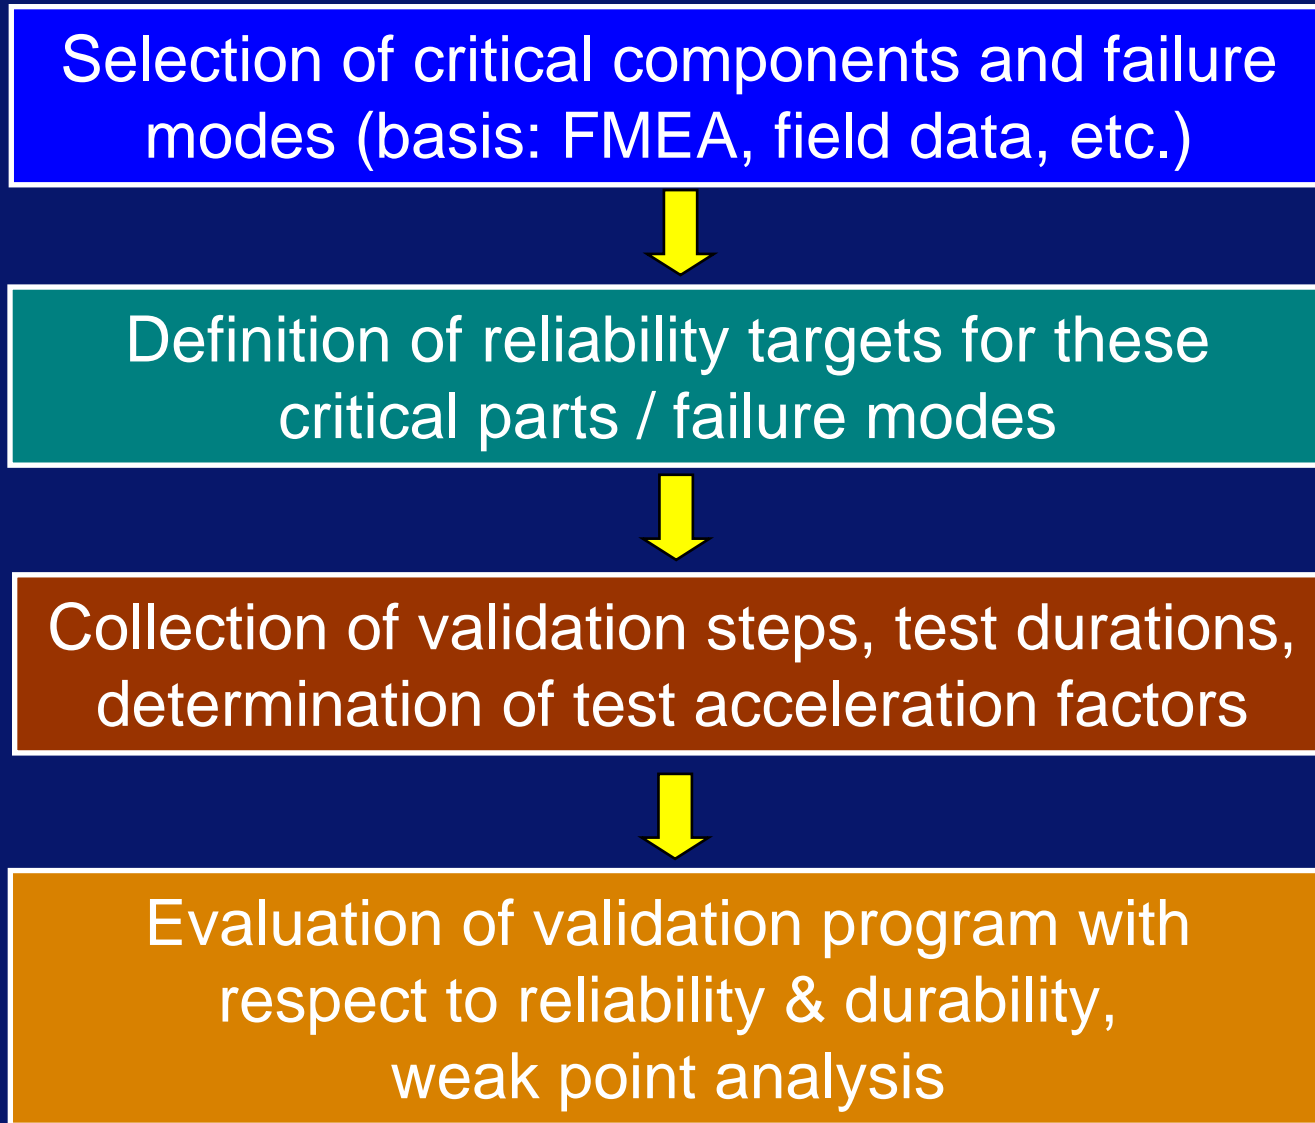 Selection of critical components and failure
modes (basis: FMEA, field data, etc.)
Definition of reliability targets for these
critical parts / failure modes
Collection of validation steps, test durations,
determination of test acceleration factors
Evaluation of validation program with
respect to reliability & durability,
weak point analysis